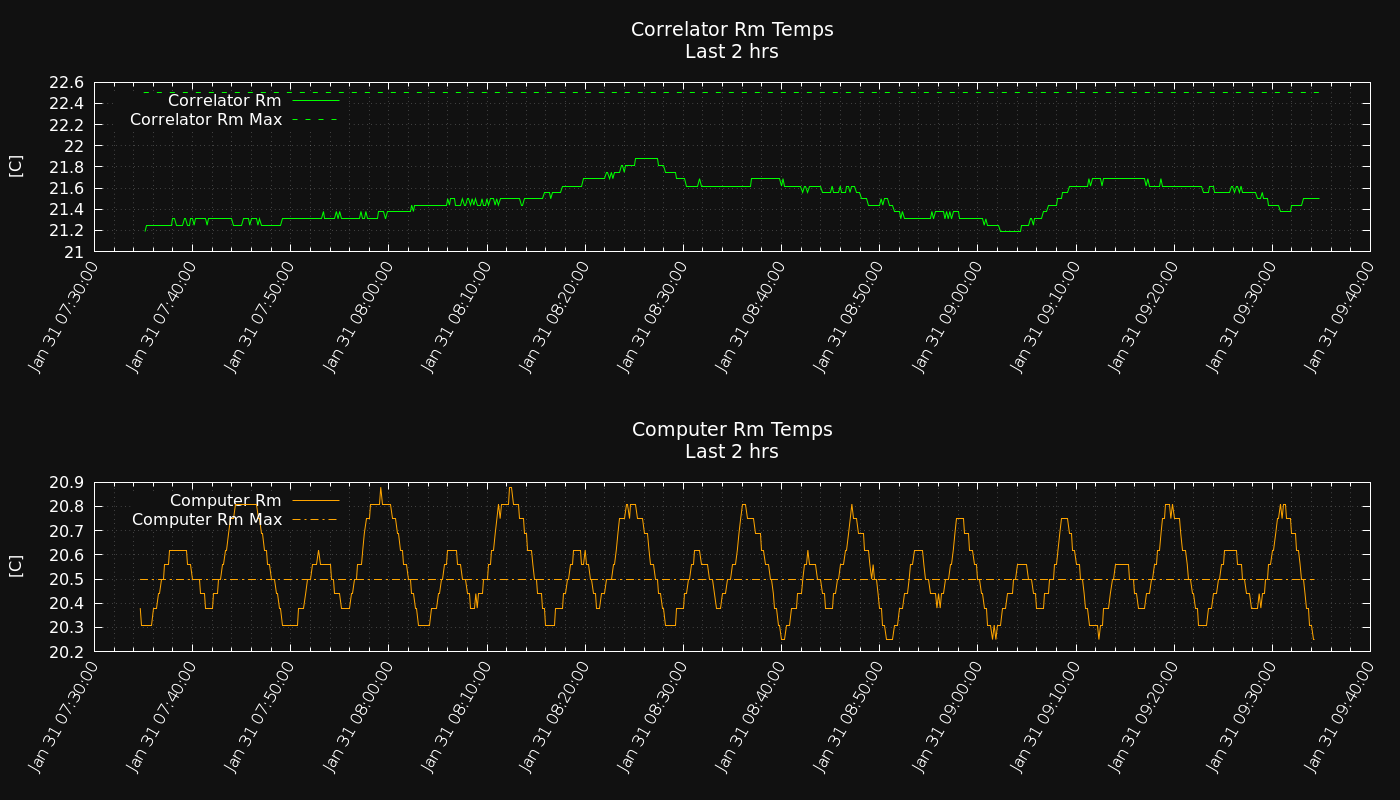 Correlator Rm Temps
Last 2 hrs
22.6
22.4
22.2
22
21.8
21.6
21.4
21.2
21
[C]
Correlator Rm
Correlator Rm Max
Jan 31 07:30:00
Jan 31 07:40:00
Jan 31 07:50:00
Jan 31 08:00:00
Jan 31 08:10:00
Jan 31 08:20:00
Jan 31 08:30:00
Jan 31 08:40:00
Jan 31 08:50:00
Jan 31 09:00:00
Jan 31 09:10:00
Jan 31 09:20:00
Jan 31 09:30:00
Jan 31 09:40:00
Computer Rm Temps
Last 2 hrs
20.9
20.8
20.7
20.6
20.5
20.4
20.3
20.2
[C]
Computer Rm
Computer Rm Max
Jan 31 07:30:00
Jan 31 07:40:00
Jan 31 07:50:00
Jan 31 08:00:00
Jan 31 08:10:00
Jan 31 08:20:00
Jan 31 08:30:00
Jan 31 08:40:00
Jan 31 08:50:00
Jan 31 09:00:00
Jan 31 09:10:00
Jan 31 09:20:00
Jan 31 09:30:00
Jan 31 09:40:00